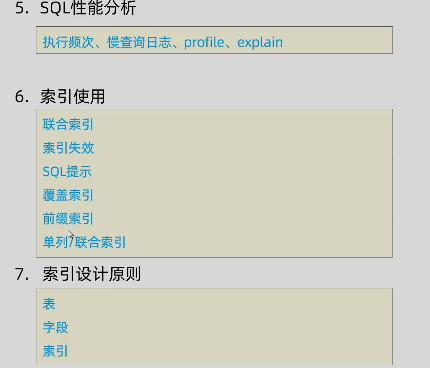 5. SQL性能分析
执行频次、慢查询日志、profile、explain
6. 索引使用
联合索引
索引失效
SQL提示
覆盖索引
前缀索引
单列/联合索引
7. 索引设计原则
表
字段
索引